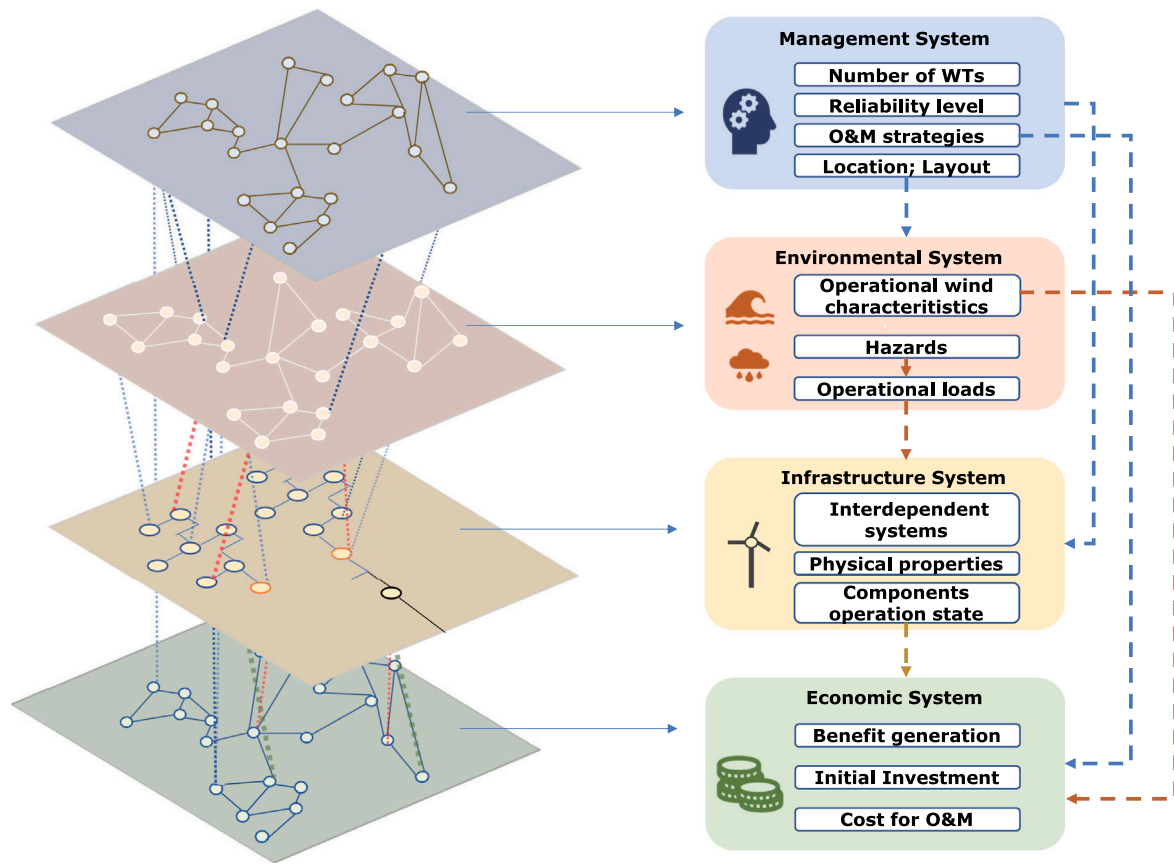 Management System
Number of WTs
Reliability level
O&M strategies
Location; Layout
Environmental System
Operational wind
characteritistics
Hazards
Operational loads
Infrastructure System
Interdependent
systems
Physical properties
Components
operation state
Economic System
Benefit generation
Initial Investment
Cost for O&M